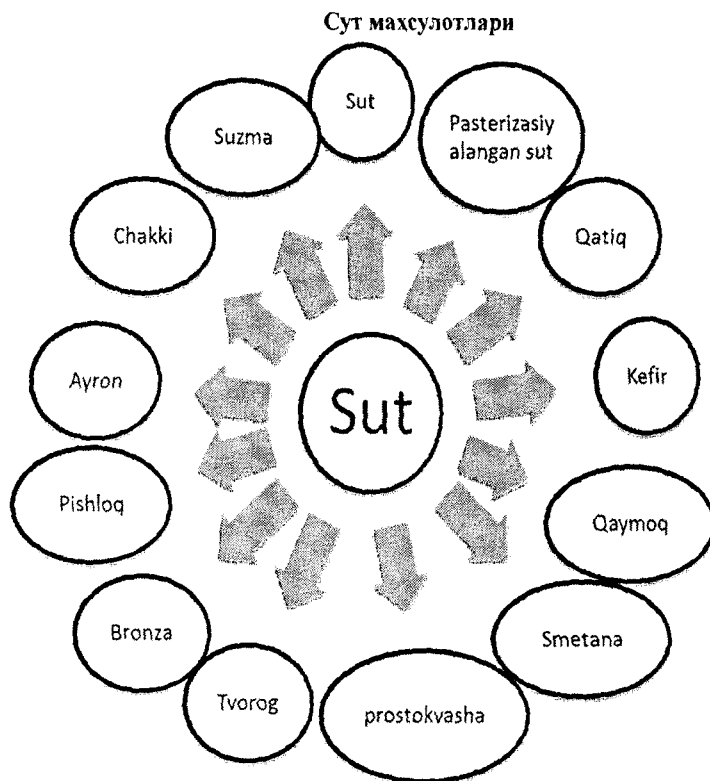 Сут махсулотлари
Sut
Pasterizasiy
alangan sut
Qatiq
Kefir
Qaymoq
Smetana
prostokvasha
Tvorog
Bronza
Pishloq
Ayron
Chakki
Suzma
Sut